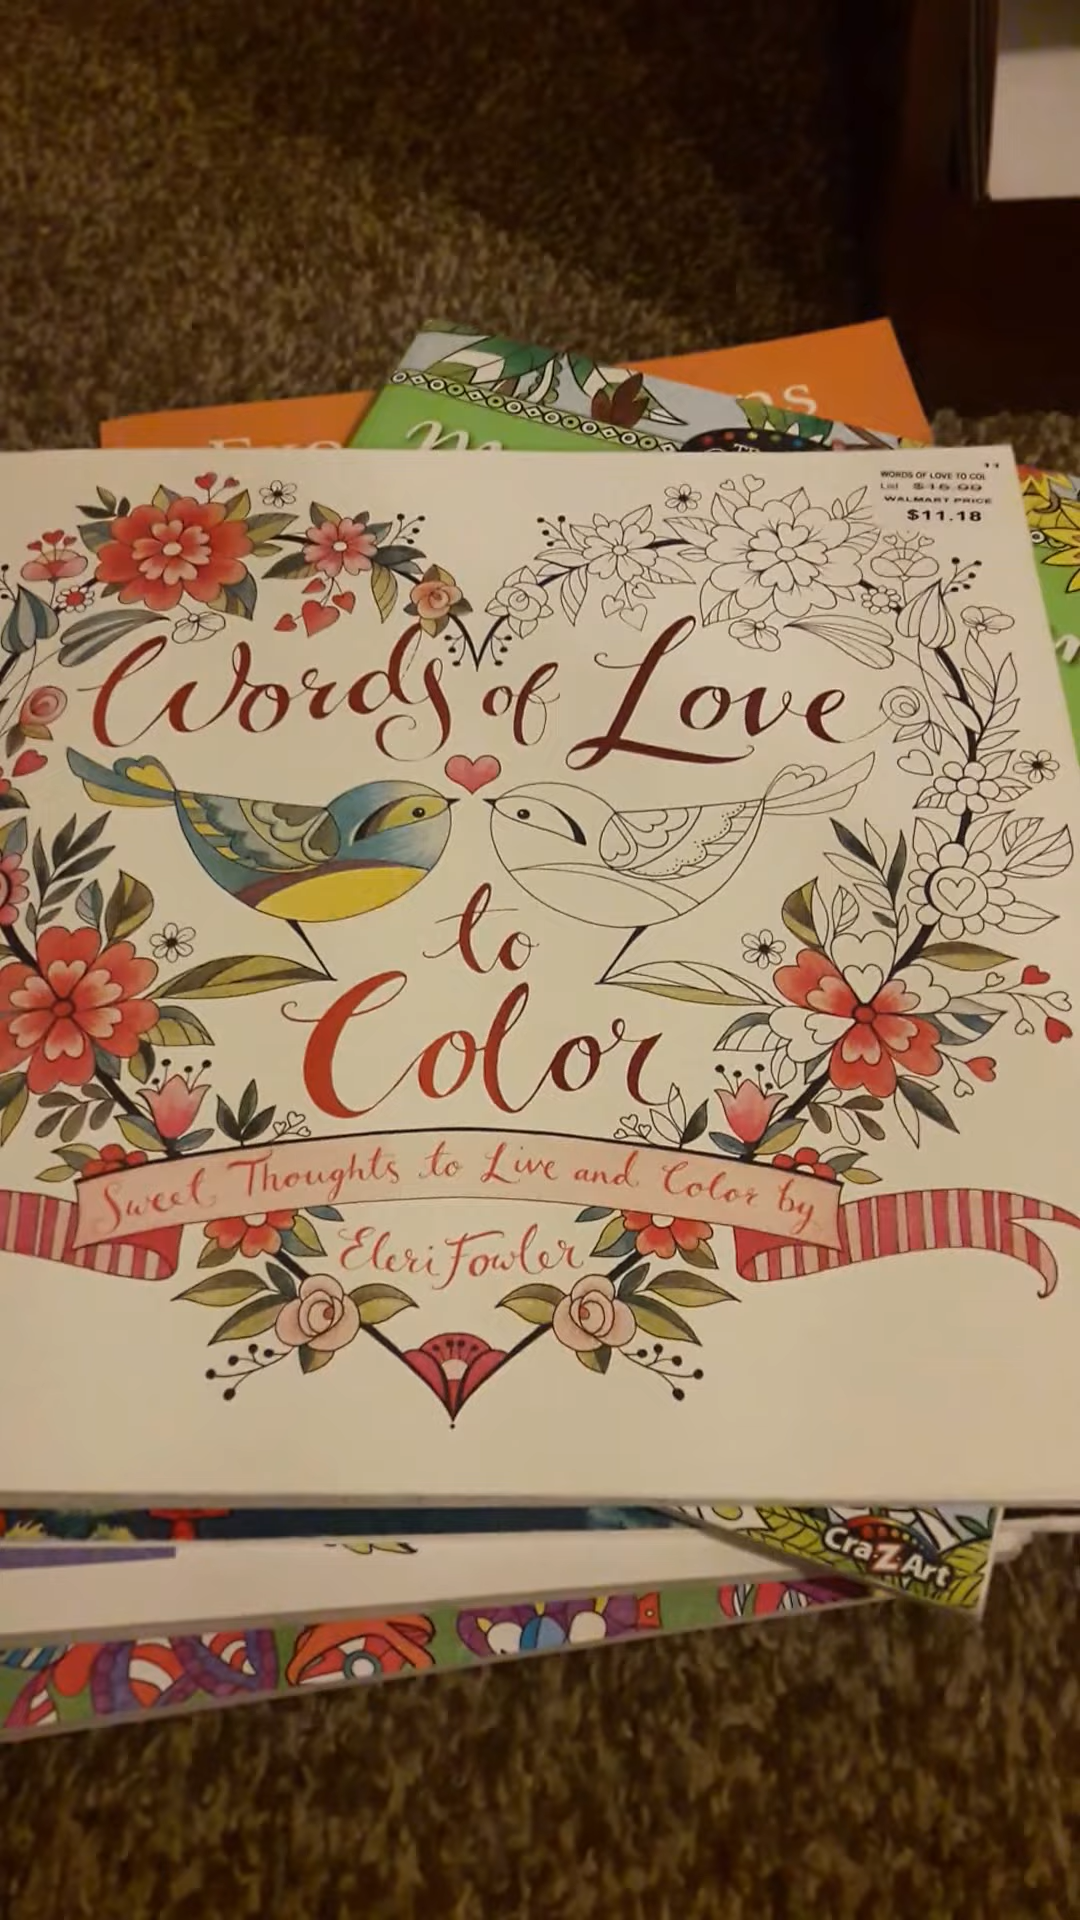 WORDS OF LOVE TO COL
List $15.99
WALMART PRICE
$11.18
Words of Love
to
Color
Sweet Thoughts to Live and Color by
Eleri Fowler
Cra-Z-Art